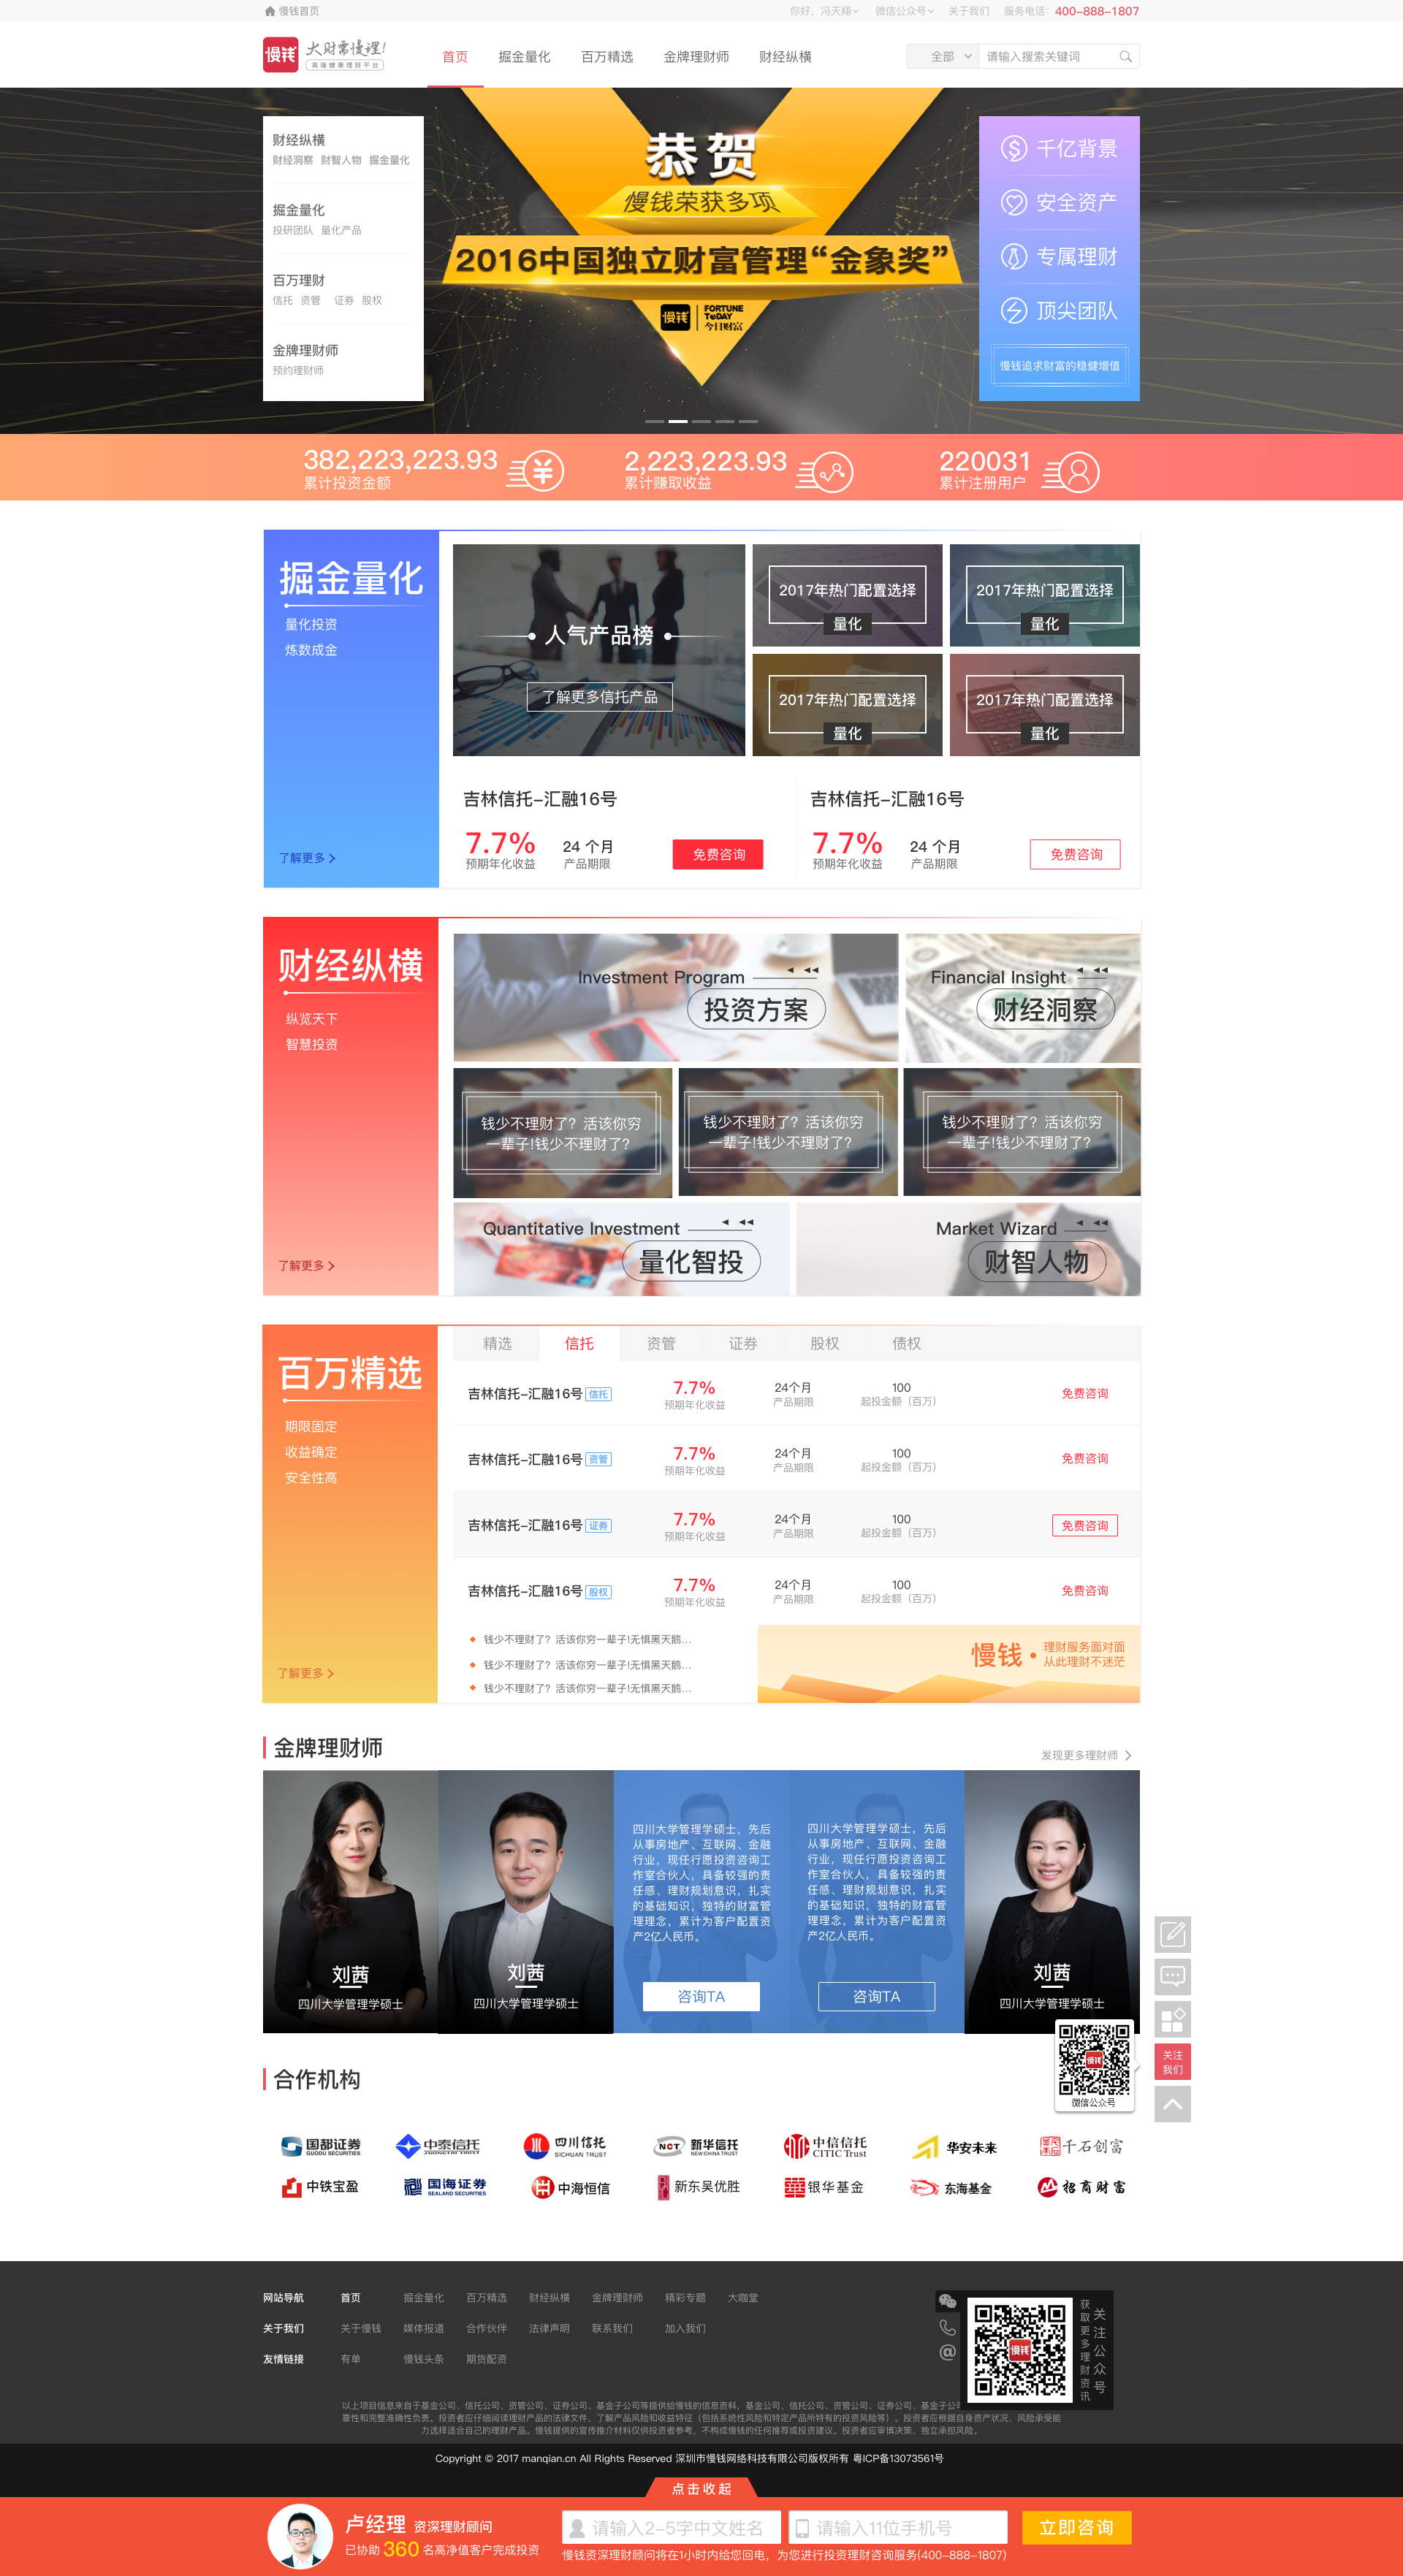 慢钱首页
你好，冯天翔
微信公众号
关于我们
服务电话：400-888-1807
慢钱
大财需慢理!
高端健康理财平台
首页
掘金量化
百万精选
金牌理财师
财经纵横
全部
请输入搜索关键词
财经纵横
财经洞察 财智人物 掘金量化
掘金量化
投研团队 量化产品
百万理财
信托 资管 证券 股权
金牌理财师
预约理财师
恭贺
慢钱荣获多项
2016中国独立财富管理“金象奖”
慢钱
FORTUNE
TODAY
今日财富
千亿背景
安全资产
专属理财
顶尖团队
慢钱追求财富的稳健增值
382,223,223.93
累计投资金额
2,223,223.93
累计赚取收益
220031
累计注册用户
掘金量化
量化投资
炼数成金
了解更多
人气产品榜
了解更多信托产品
2017年热门配置选择
量化
2017年热门配置选择
量化
2017年热门配置选择
量化
2017年热门配置选择
量化
吉林信托-汇融16号
7.7%
预期年化收益
24 个月
产品期限
免费咨询
吉林信托-汇融16号
7.7%
预期年化收益
24 个月
产品期限
免费咨询
财经纵横
纵览天下
智慧投资
了解更多
Investment Program
投资方案
Financial Insight
财经洞察
钱少不理财了？活该你穷
一辈子!钱少不理财了？
钱少不理财了？活该你穷
一辈子!钱少不理财了？
钱少不理财了？活该你穷
一辈子!钱少不理财了？
Quantitative Investment
量化智投
Market Wizard
财智人物
百万精选
期限固定
收益确定
安全性高
了解更多
精选 信托 资管 证券 股权 债权
吉林信托-汇融16号 信托
7.7%
预期年化收益
24个月
产品期限
100
起投金额（百万）
免费咨询
吉林信托-汇融16号 资管
7.7%
预期年化收益
24个月
产品期限
100
起投金额（百万）
免费咨询
吉林信托-汇融16号 证券
7.7%
预期年化收益
24个月
产品期限
100
起投金额（百万）
免费咨询
吉林信托-汇融16号 股权
7.7%
预期年化收益
24个月
产品期限
100
起投金额（百万）
免费咨询
钱少不理财了？活该你穷一辈子!无惧黑天鹅...
钱少不理财了？活该你穷一辈子!无惧黑天鹅...
钱少不理财了？活该你穷一辈子!无惧黑天鹅...
慢钱·
理财服务面对面
从此理财不迷茫
金牌理财师
发现更多理财师
刘茜
四川大学管理学硕士
刘茜
四川大学管理学硕士
四川大学管理学硕士，先后
从事房地产、互联网、金融
行业，现任行愿投资咨询工
作室合伙人，具备较强的责
任感、理财规划意识，扎实
的基础知识，独特的财富管
理理念，累计为客户配置资
产2亿人民币。
咨询TA
四川大学管理学硕士，先后
从事房地产、互联网、金融
行业，现任行愿投资咨询工
作室合伙人，具备较强的责
任感、理财规划意识，扎实
的基础知识，独特的财富管
理理念，累计为客户配置资
产2亿人民币。
咨询TA
刘茜
四川大学管理学硕士
关注
我们
慢钱
微信公众号
合作机构
国都证券
GUODU SECURITIES
中泰信托
ZHONGTAI TRUST
四川信托
SICHUAN TRUST
NCT
新华信托
NEW CHINA TRUST
中信信托
CITIC Trust
华安未来
千石创富
中铁宝盈
国海证券
SEALAND SECURITIES
中海恒信
新东吴优胜
银华基金
东海基金
招商财富
网站导航 首页 掘金量化 百万精选 财经纵横 金牌理财师 精彩专题 大咖堂
关于我们 关于慢钱 媒体报道 合作伙伴 法律声明 联系我们 加入我们
友情链接 有单 慢钱头条 期货配资
@
慢钱
获取更多理财资讯
关注公众号
以上项目信息来自于基金公司、信托公司、资管公司、证券公司、基金子公司等提供给慢钱的信息资料，基金公司、信托公司、资管公司、证券公司、基金子公司
靠性和完整准确性负责。投资者应仔细阅读理财产品的法律文件，了解产品风险和收益特征（包括系统性风险和特定产品所特有的投资风险等）。投资者应根据自身资产状况、风险承受能
力选择适合自己的理财产品。慢钱提供的宣传推介材料仅供投资者参考，不构成慢钱的任何推荐或投资建议。投资者应审慎决策、独立承担风险。
Copyright © 2017 manqian.cn All Rights Reserved 深圳市慢钱网络科技有限公司版权所有 粤ICP备13073561号
点击收起
卢经理 资深理财顾问
已协助 360 名高净值客户完成投资
请输入2-5字中文姓名
请输入11位手机号
立即咨询
慢钱资深理财顾问将在1小时内给您回电，为您进行投资理财咨询服务(400-888-1807)